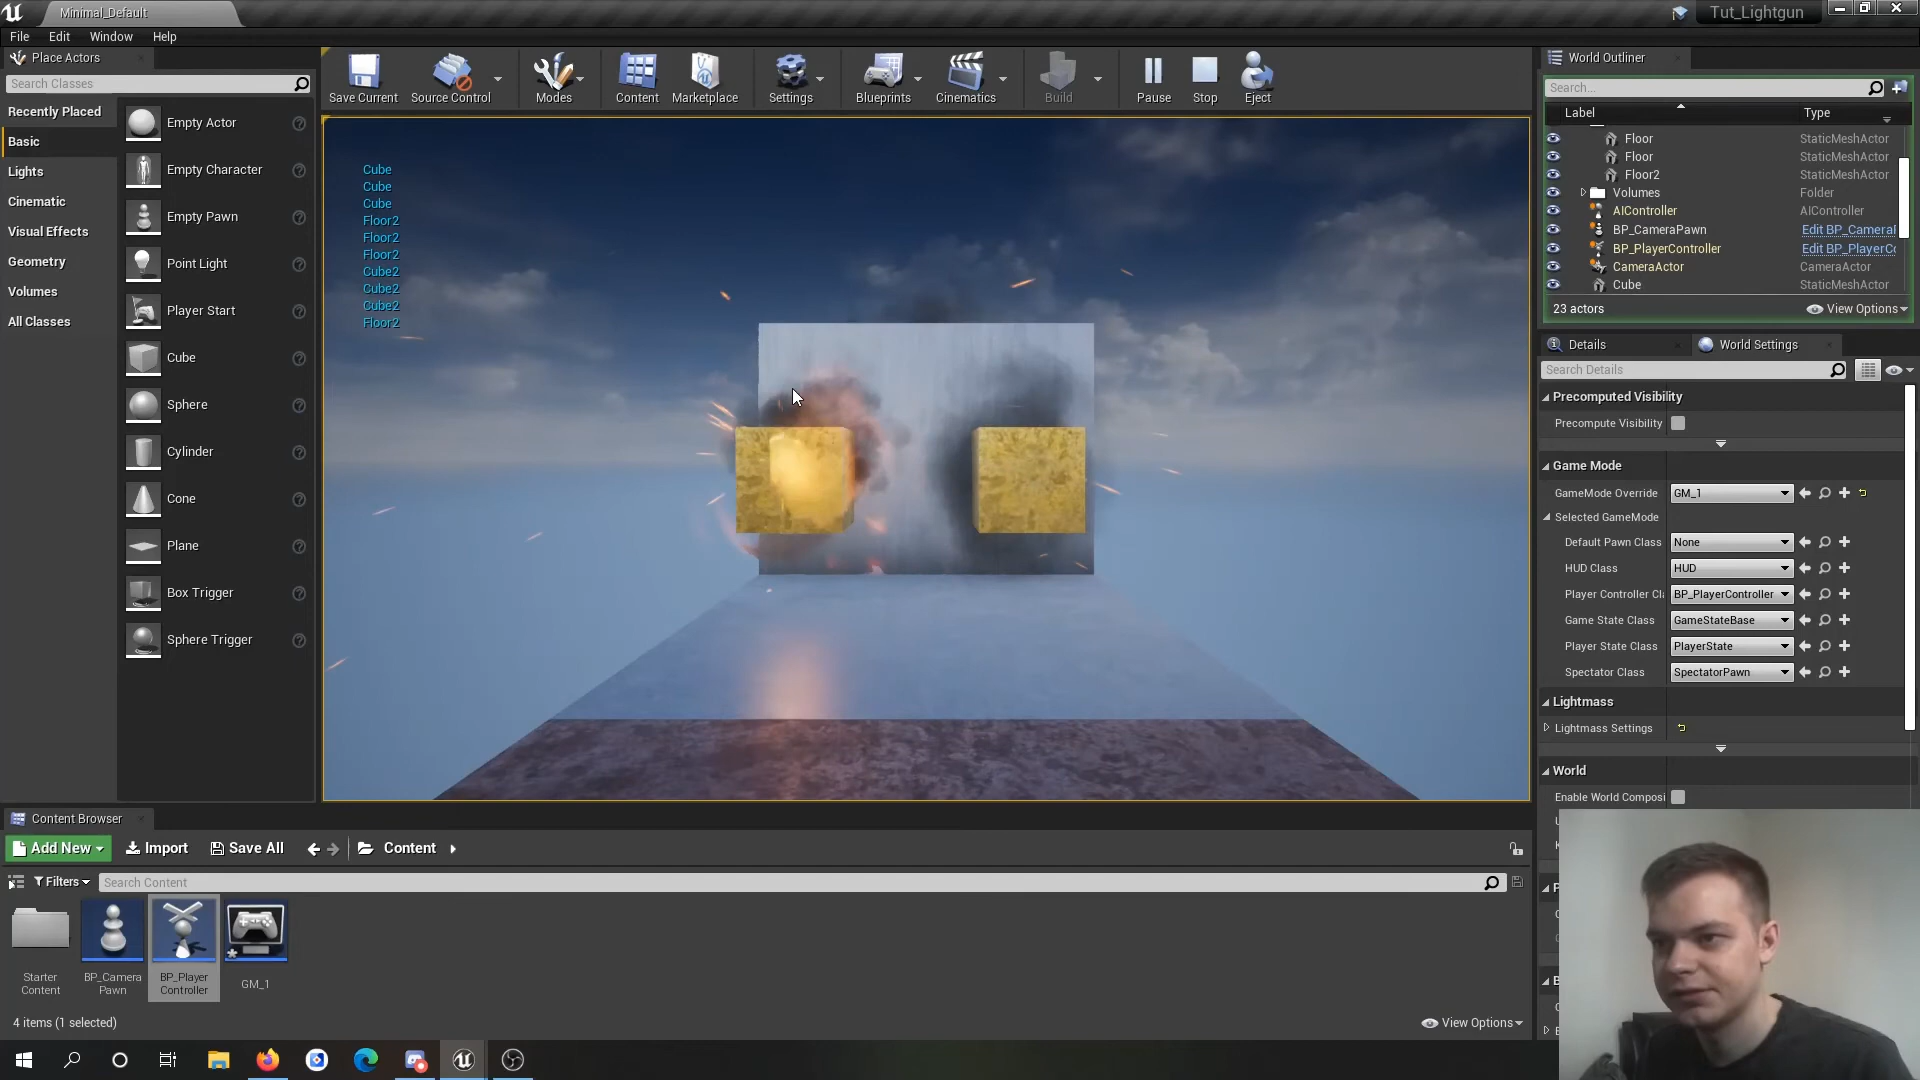 Minimal_Default
Tut_Lightgun
File Edit Window Help
Place Actors
Search Classes
Recently Placed
Basic
Lights
Cinematic
Visual Effects
Geometry
Volumes
All Classes
Empty Actor
Empty Character
Empty Pawn
Point Light
Player Start
Cube
Sphere
Cylinder
Cone
Plane
Box Trigger
Sphere Trigger
Save Current
Source Control
Modes
Content
Marketplace
Settings
Blueprints
Cinematics
Build
Pause
Stop
Eject
Cube
Cube
Cube
Floor2
Floor2
Floor2
Cube2
Cube2
Cube2
Floor2
World Outliner
Search...
Label Type
Floor StaticMeshActor
Floor StaticMeshActor
Floor2 StaticMeshActor
Volumes Folder
AIController AIController
BP_CameraPawn Edit BP_Cameral
BP_PlayerController Edit BP_PlayerCc
CameraActor CameraActor
Cube StaticMeshActor
23 actors
View Options
Details
World Settings
Search Details
Precomputed Visibility
Precompute Visibility
Game Mode
GameMode Override GM_1
Selected GameMode
Default Pawn Class None
HUD Class HUD
Player Controller Cl BP_PlayerController
Game State Class GameStateBase
Player State Class PlayerState
Spectator Class SpectatorPawn
Lightmass
Lightmass Settings
World
Enable World Composi
Content Browser
Add New
Import
Save All
Content
Filters
Search Content
Starter Content
BP_Camera Pawn
BP_Player Controller
GM_1
4 items (1 selected)
View Options